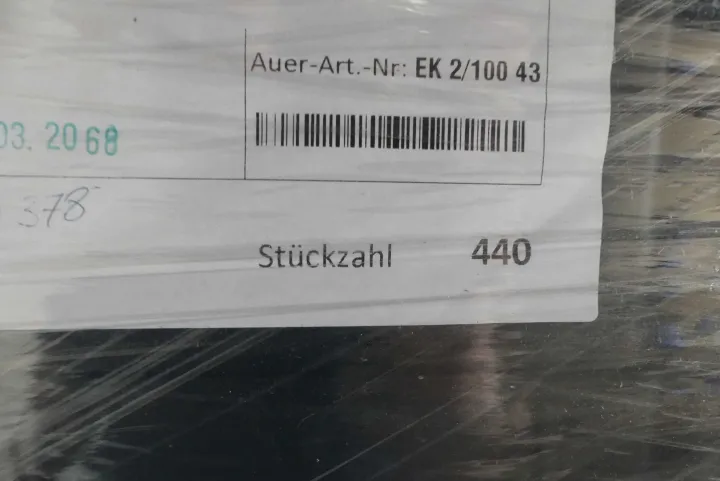 Auer-Art.-Nr: EK 2/100 43
03. 2068
378
Stückzahl 440